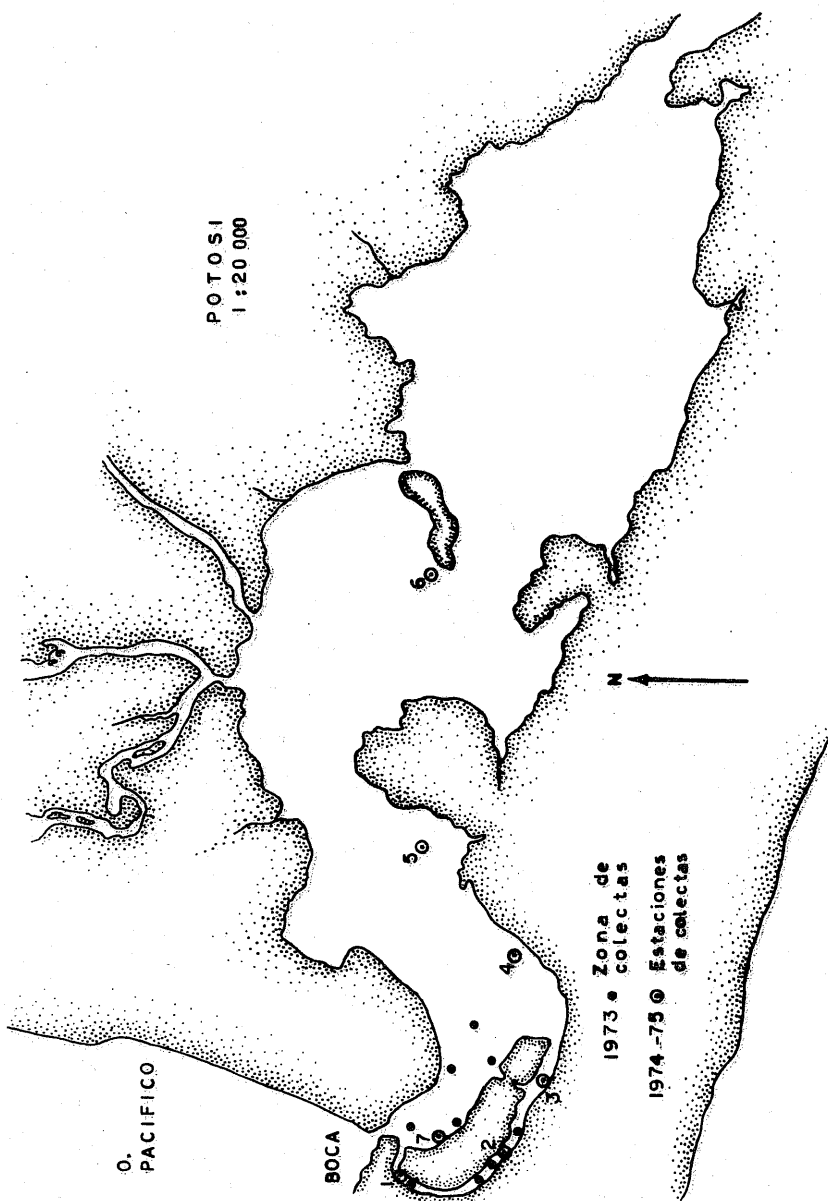 POTOSI
1:20 000
O.
PACIFICO
BOCA
1
7
2
3
4
5
6
N
1973 Zona de
colectas
1974-75 Estaciones
de colectas